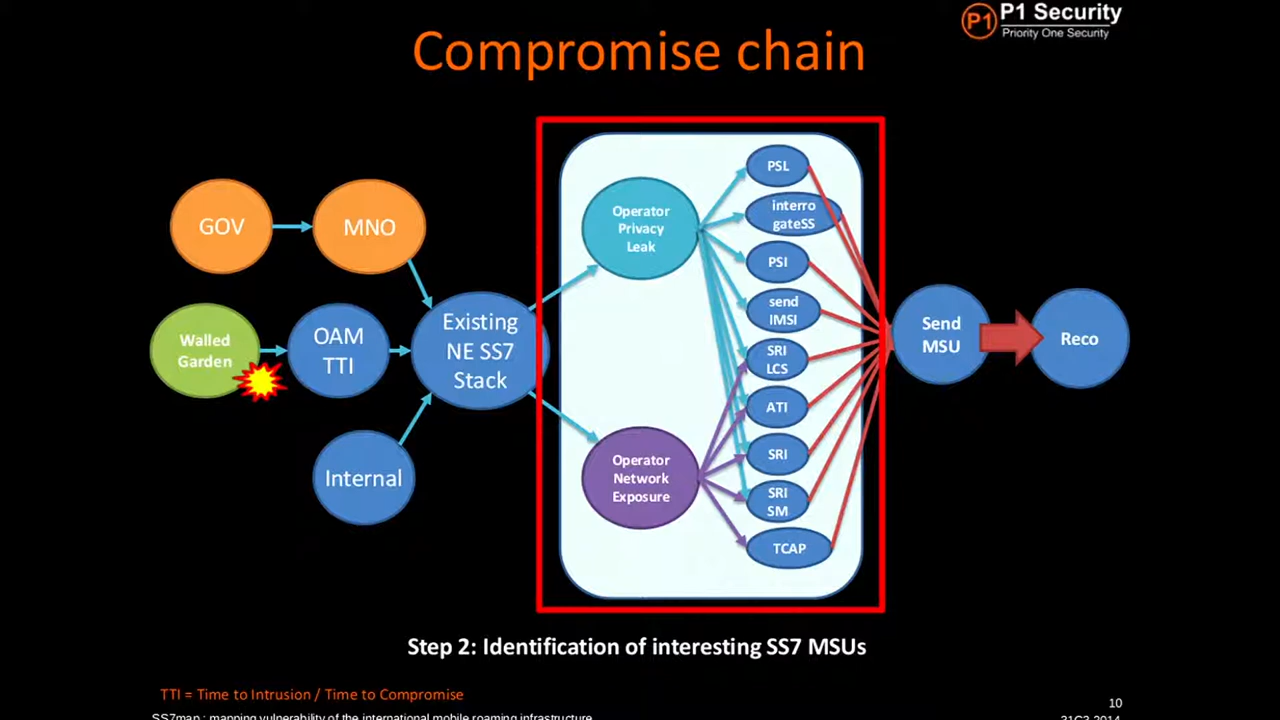 P1 P1 Security
Priority One Security
Compromise chain
GOV
MNO
Walled
Garden
OAM
TTI
Internal
Existing
NE SS7
Stack
Operator
Privacy
Leak
Operator
Network
Exposure
PSL
interro
gateSS
PSI
send
IMSI
SRI
LCS
ATI
SRI
SRI
SM
TCAP
Send
MSU
Reco
Step 2: Identification of interesting SS7 MSUs
TTI = Time to Intrusion / Time to Compromise
10
SS7map : mapping vulnerability of the international mobile roaming infrastructure
31C3 2014